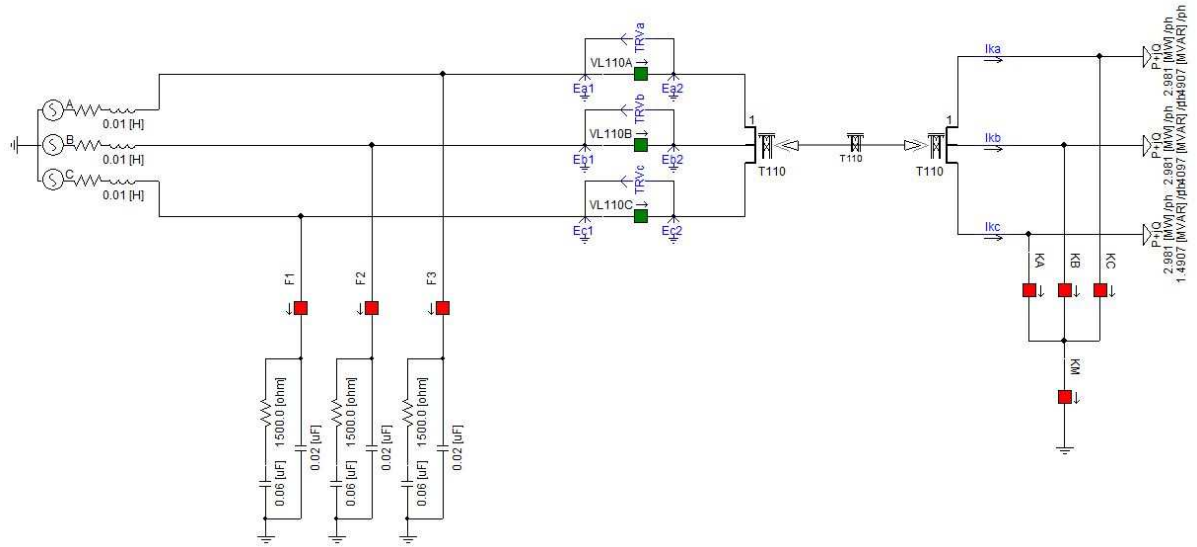 A
0.01 [H]
B
0.01 [H]
C
0.01 [H]
TRVa
VL110A
Ea1
Ea2
TRVb
VL110B
Eb1
Eb2
TRVc
VL110C
Ec1
Ec2
1
T110
T110
1
T110
Ika
Ikb
Ikc
P+jQ
2.981 [MW] /ph
P+jQ
2.981 [MW] /ph
P+jQ
2.981 [MW] /ph
1.4907 [MVAR] /ph
KA
KB
KC
KM
F1
F2
F3
1500.0 [ohm]
0.06 [uF]
0.02 [uF]
1500.0 [ohm]
0.06 [uF]
0.02 [uF]
1500.0 [ohm]
0.06 [uF]
0.02 [uF]